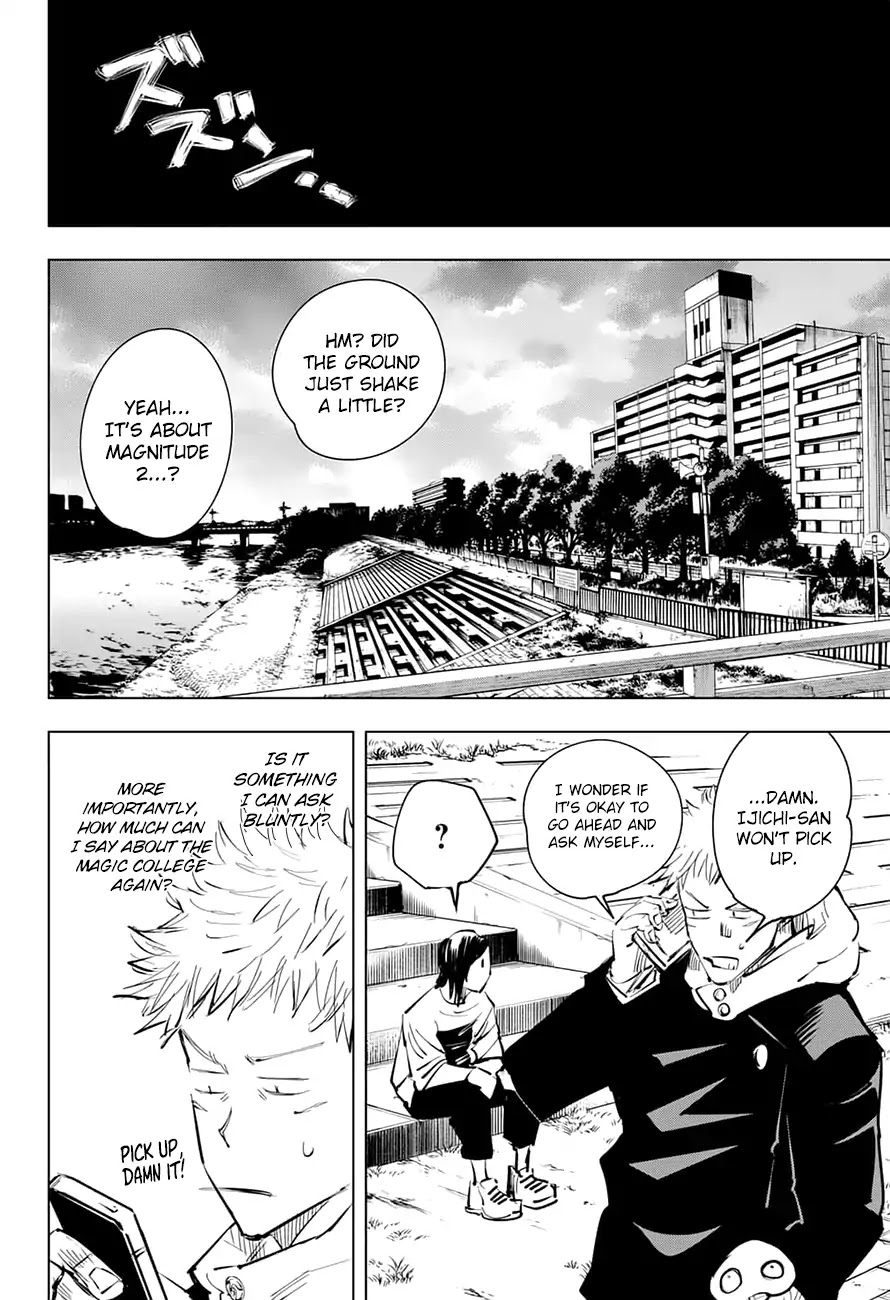 ズズン…
HM? DID
THE GROUND
JUST SHAKE
A LITTLE?
YEAH...
IT'S ABOUT
MAGNITUDE
2...?
...DAMN.
IJICHI-SAN
WON'T PICK
UP.
I WONDER IF
IT'S OKAY TO
GO AHEAD AND
ASK MYSELF...
?
IS IT
SOMETHING
I CAN ASK
BLUNTLY?
MORE
IMPORTANTLY,
HOW MUCH CAN
I SAY ABOUT THE
MAGIC COLLEGE
AGAIN?
PICK UP,
DAMN IT!